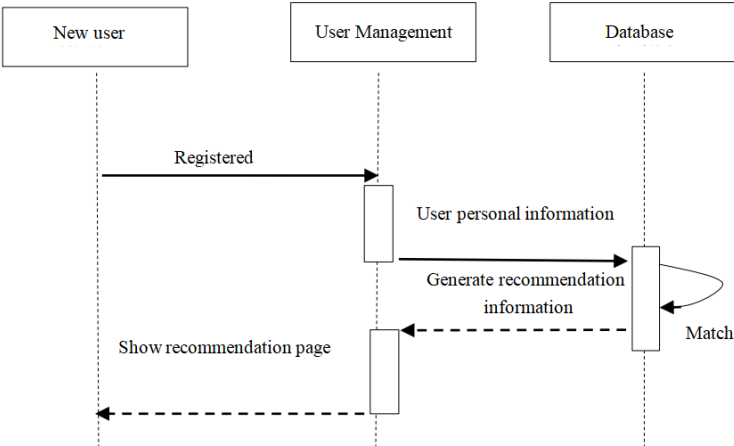 New user
User Management
Database
Registered
User personal information
Generate recommendation
information
Match
Show recommendation page